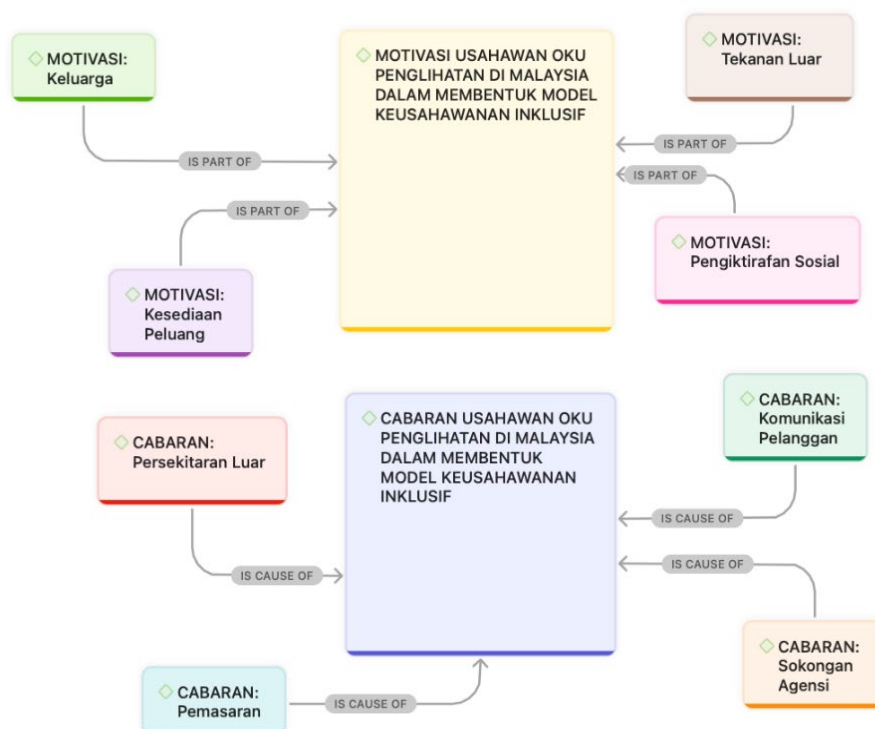 MOTIVASI:
Keluarga
MOTIVASI USAHAWAN OKU
PENGLIHATAN DI MALAYSIA
DALAM MEMBENTUK MODEL
KEUSAHAWANAN INKLUSIF
MOTIVASI:
Tekanan Luar
IS PART OF
IS PART OF
IS PART OF
IS PART OF
MOTIVASI:
Pengiktirafan Sosial
MOTIVASI:
Kesediaan
Peluang
CABARAN:
Persekitaran Luar
CABARAN USAHAWAN OKU
PENGLIHATAN DI MALAYSIA
DALAM MEMBENTUK
MODEL KEUSAHAWANAN
INKLUSIF
CABARAN:
Komunikasi
Pelanggan
IS CAUSE OF
IS CAUSE OF
IS CAUSE OF
CABARAN:
Sokongan
Agensi
CABARAN:
Pemasaran
IS CAUSE OF